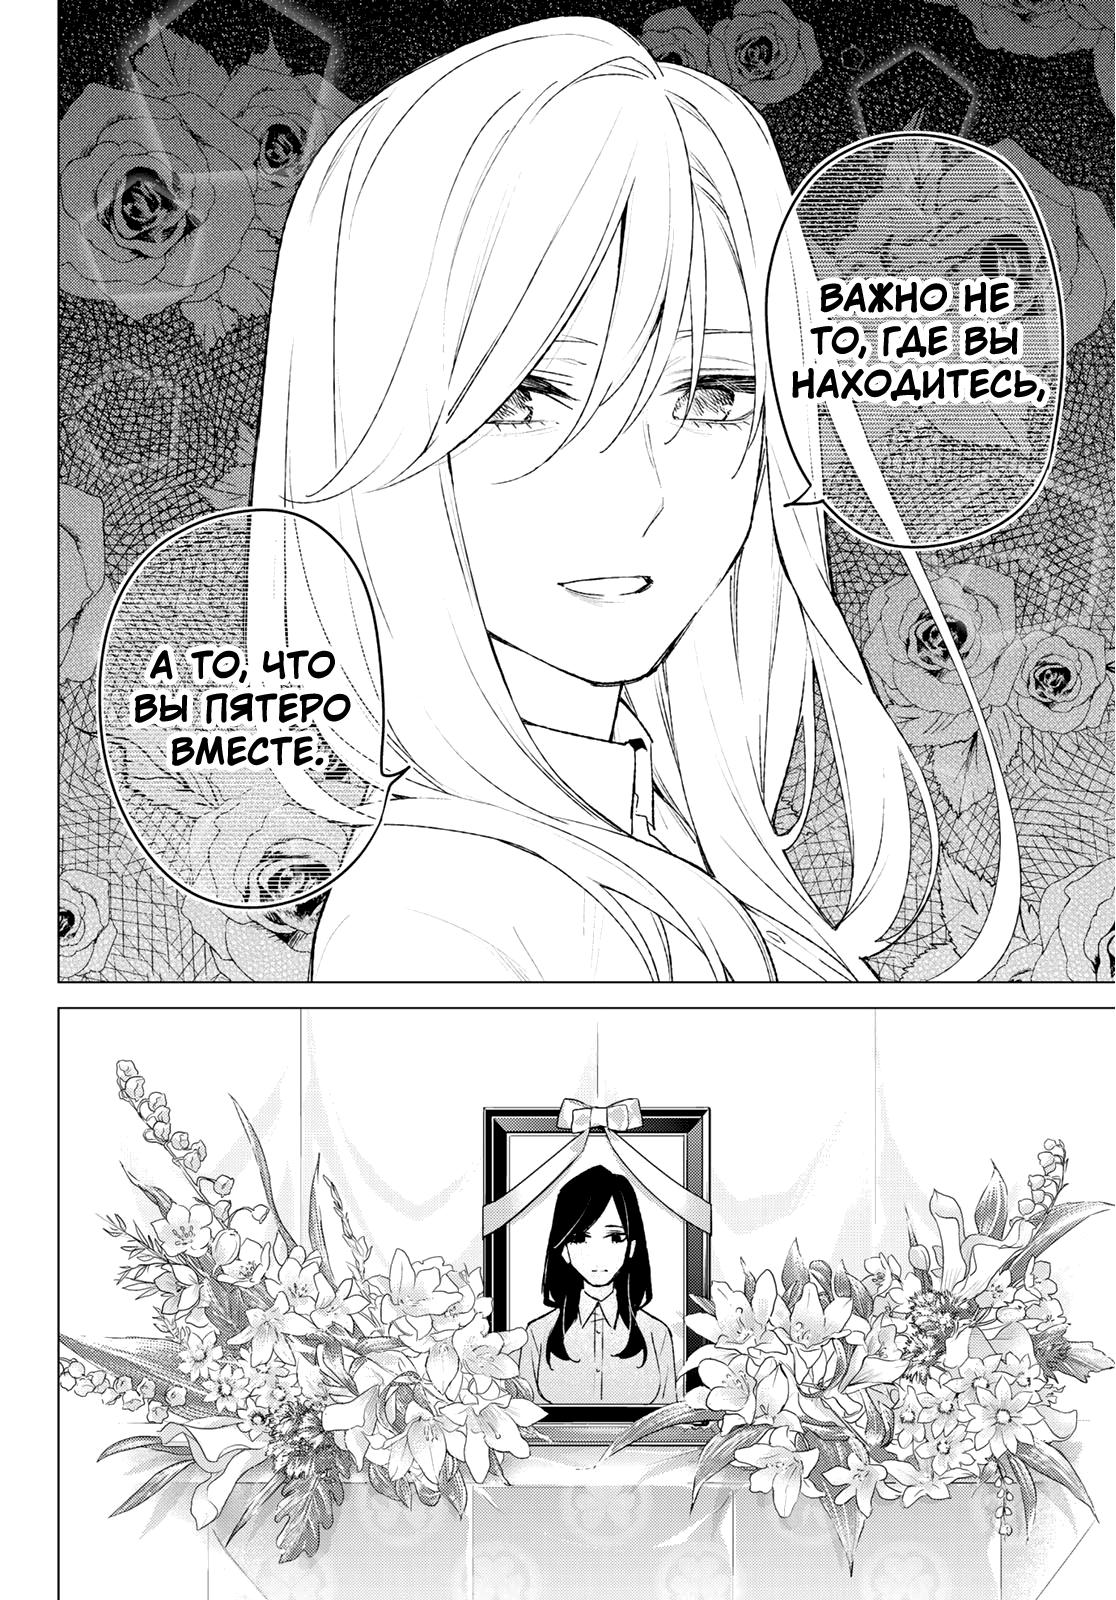 ВАЖНО НЕ
ТО, ГДЕ ВЫ
НАХОДИТЕСЬ,
А ТО, ЧТО
ВЫ ПЯТЕРО
ВМЕСТЕ.